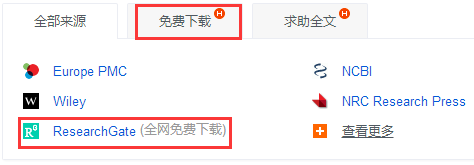 全部来源 免费下载 H 求助全文 H
Europe PMC NCBI
W Wiley NRC Research Press
R^G ResearchGate (全网免费下载) 查看更多